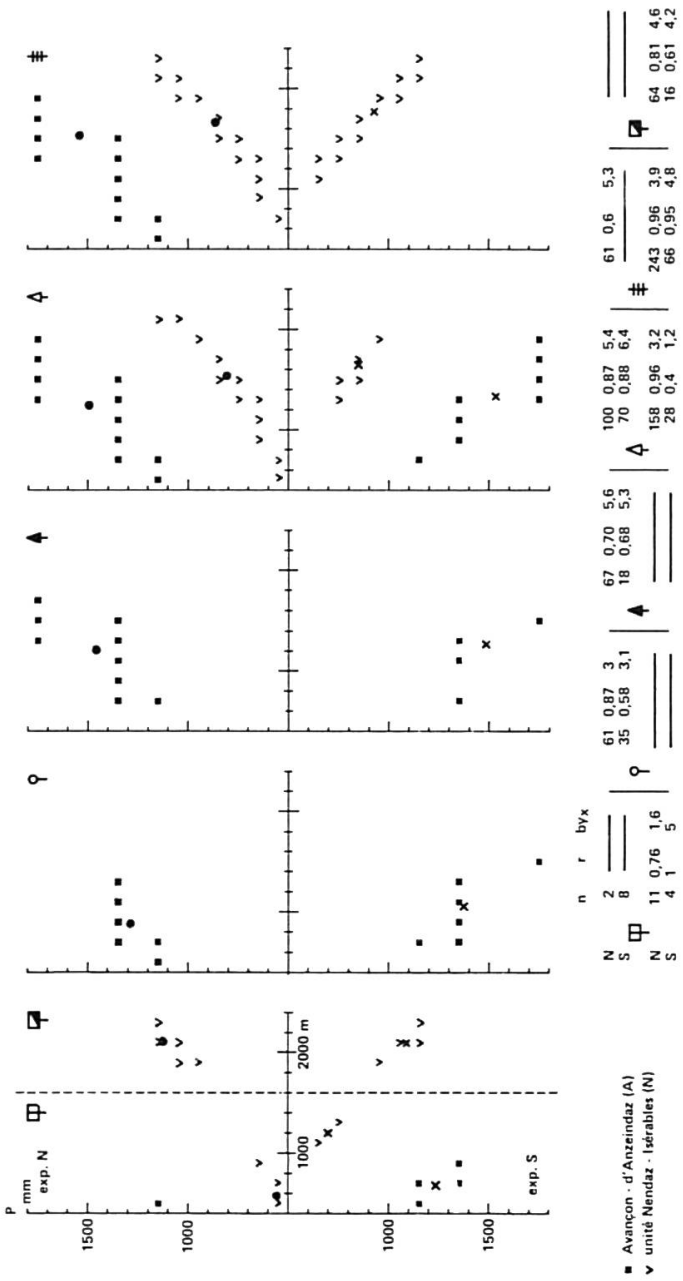 P
mm
exp. N
1500
1000
1000 2000 m
1000
1500
exp. S
■ Avançon - d'Anzeindaz (A)
v unité Nendaz - Isérables (N)
n r byx
N 2 61 0,87 3 67 0,70 5,6 100 0,87 5,4 61 0,6 5,3
S 8 35 0,58 3,1 18 0,68 5,3 70 0,88 6,4
N 11 0,76 1,6 158 0,96 3,2 243 0,96 3,9 64 0,81 4,6
S 4 1 5 28 0,4 1,2 66 0,95 4,8 16 0,61 4,2